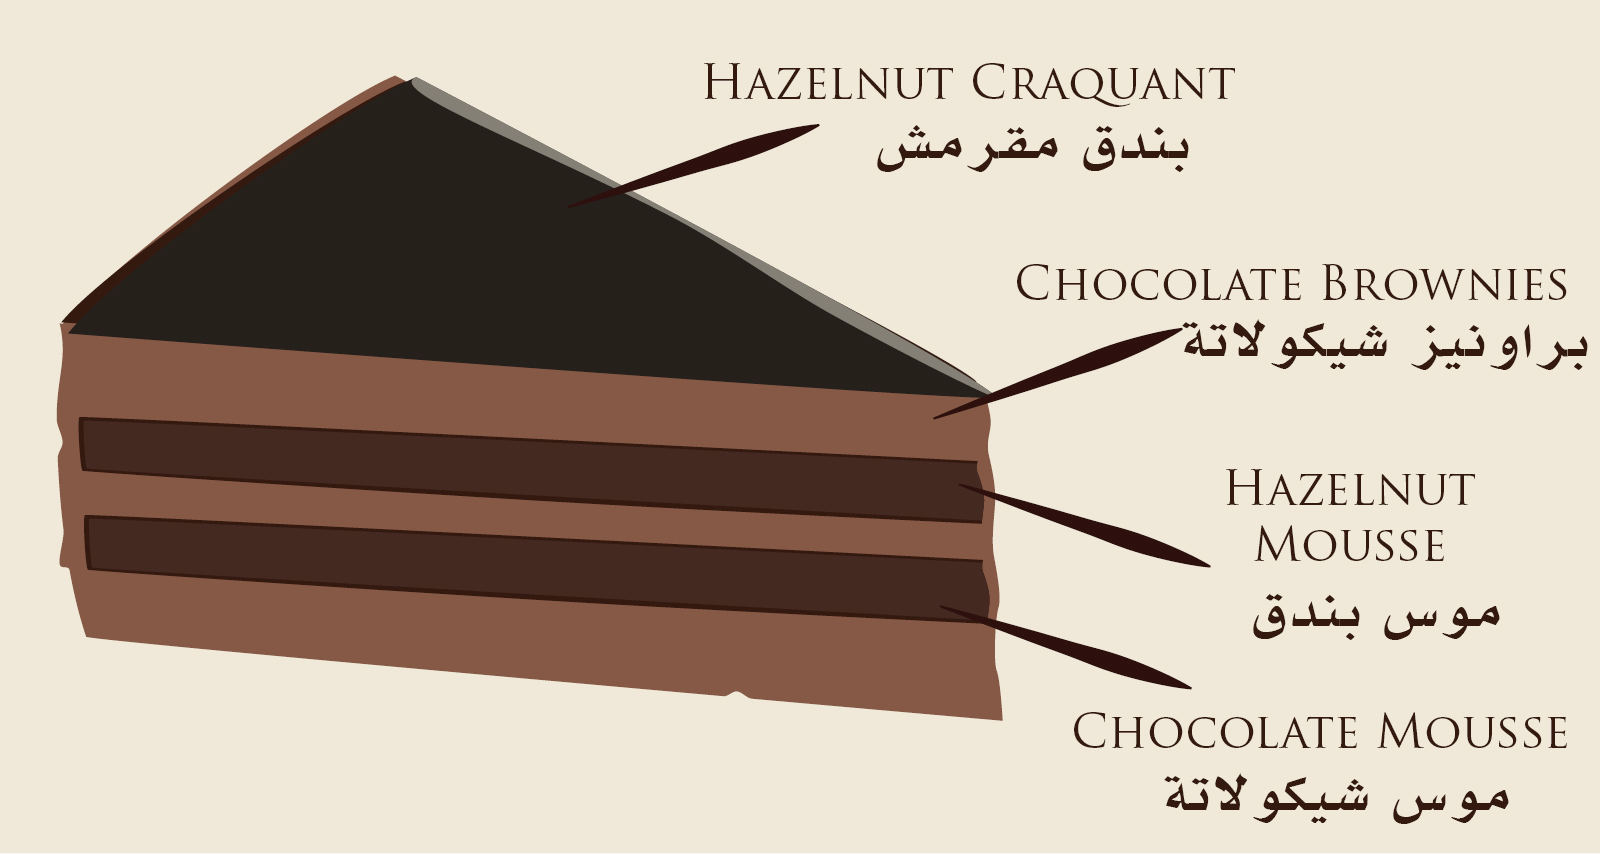 Hazelnut Craquant
بندق مقرمش
Chocolate Brownies
براونيز شيكولاتة
Hazelnut
Mousse
موس بندق
Chocolate Mousse
موس شيكولاتة